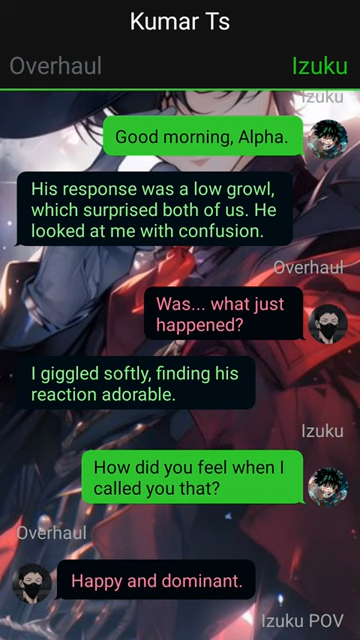 Kumar Ts
Overhaul
Izuku
Izuku
Good morning, Alpha.
His response was a low growl,
which surprised both of us. He
looked at me with confusion.
Overhaul
Was... what just
happened?
I giggled softly, finding his
reaction adorable.
Izuku
How did you feel when I
called you that?
Overhaul
Happy and dominant.
Izuku POV